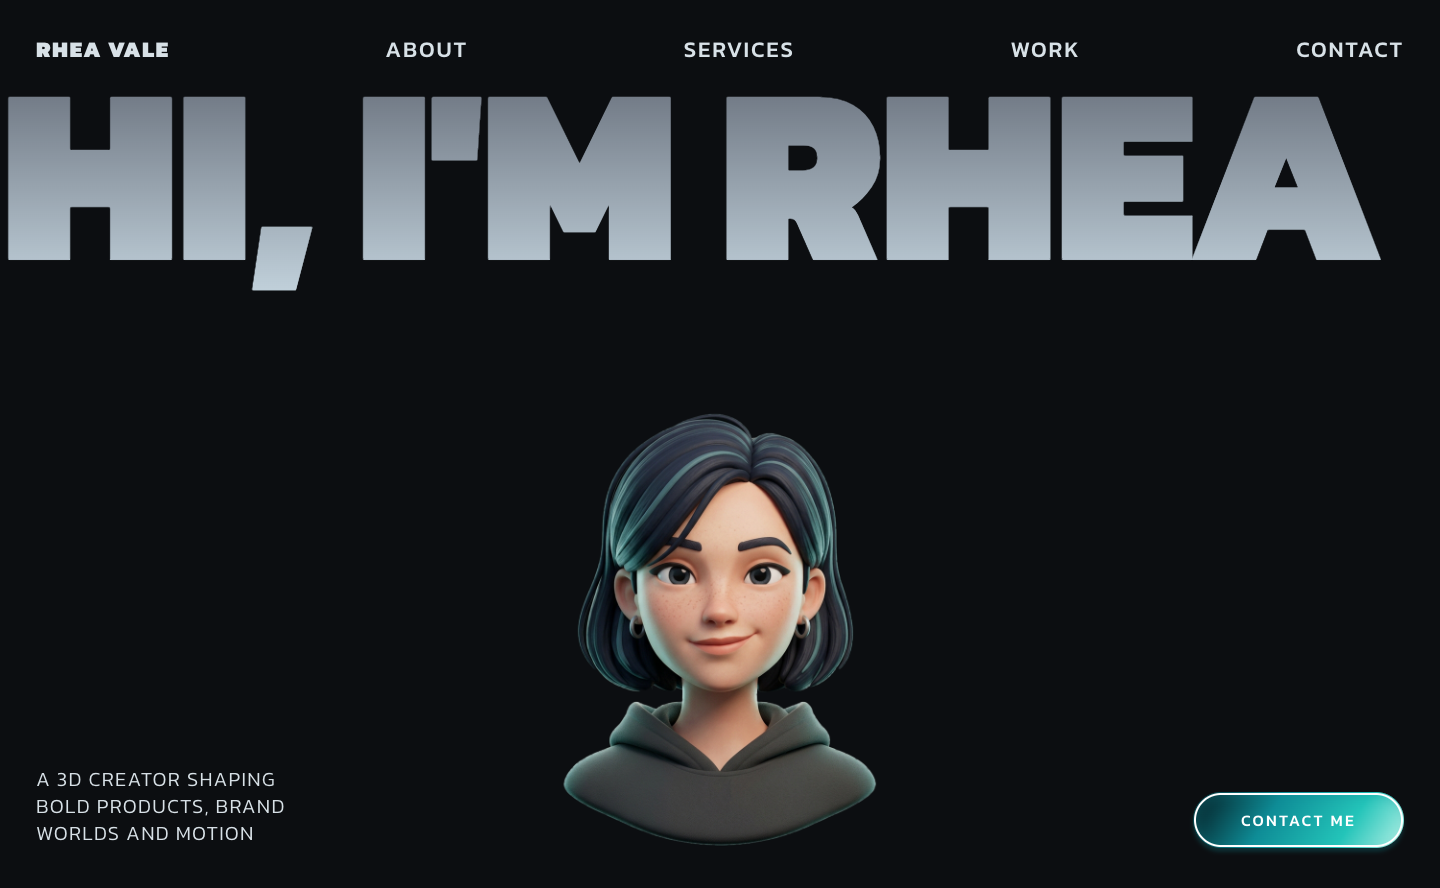 RHEA VALE
ABOUT
SERVICES
WORK
CONTACT
HI, I'M RHEA
A 3D CREATOR SHAPING
BOLD PRODUCTS, BRAND
WORLDS AND MOTION
CONTACT ME